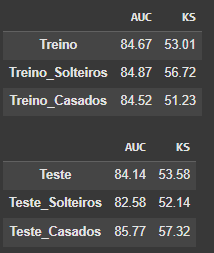 AUC KS
Treino 84.67 53.01
Treino_Solteiros 84.87 56.72
Treino_Casados 84.52 51.23
AUC KS
Teste 84.14 53.58
Teste_Solteiros 82.58 52.14
Teste_Casados 85.77 57.32